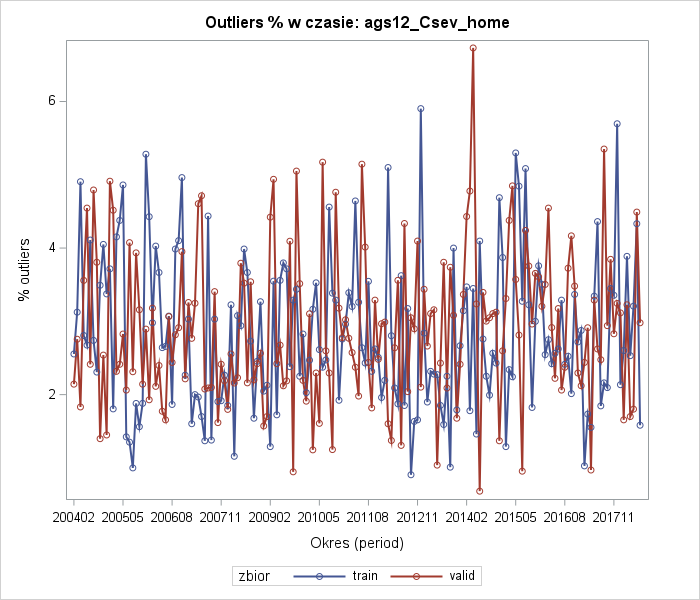 Outliers % w czasie: ags12_Csev_home
% outliers
6
4
2
200402 200505 200608 200711 200902 201005 201108 201211 201402 201505 201608 201711
Okres (period)
zbior train valid